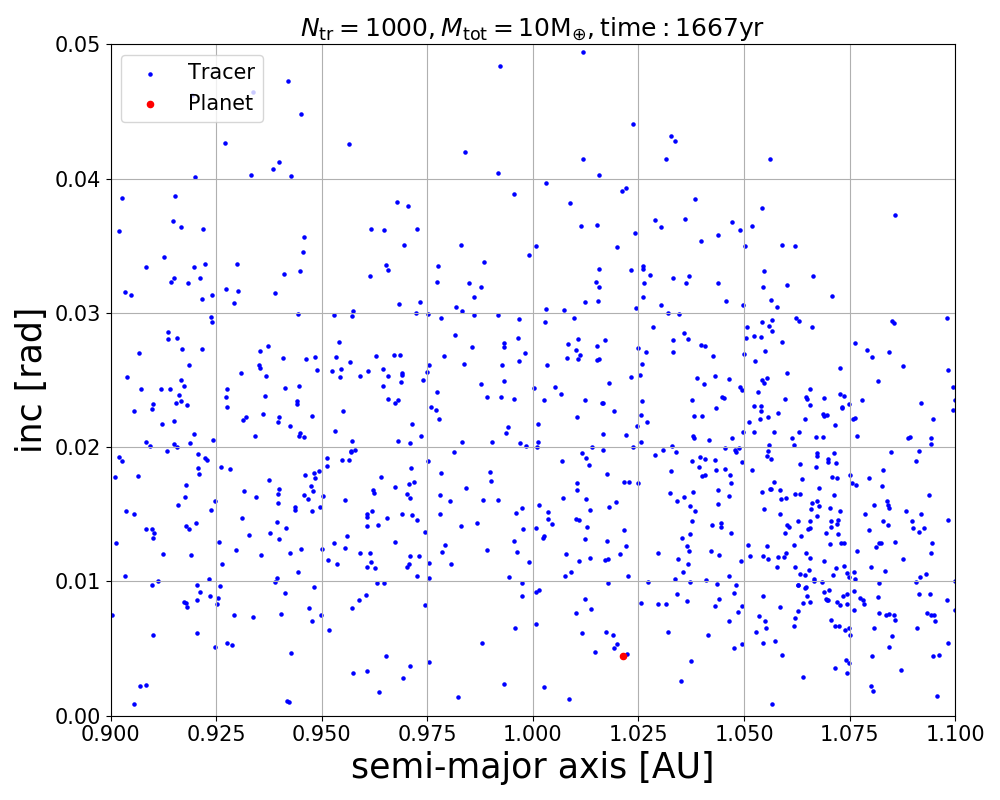 N_tr = 1000, M_tot = 10M_⊕, time : 1667yr
Tracer
Planet
inc [rad]
0.05
0.04
0.03
0.02
0.01
0.00
0.900 0.925 0.950 0.975 1.000 1.025 1.050 1.075 1.100
semi-major axis [AU]